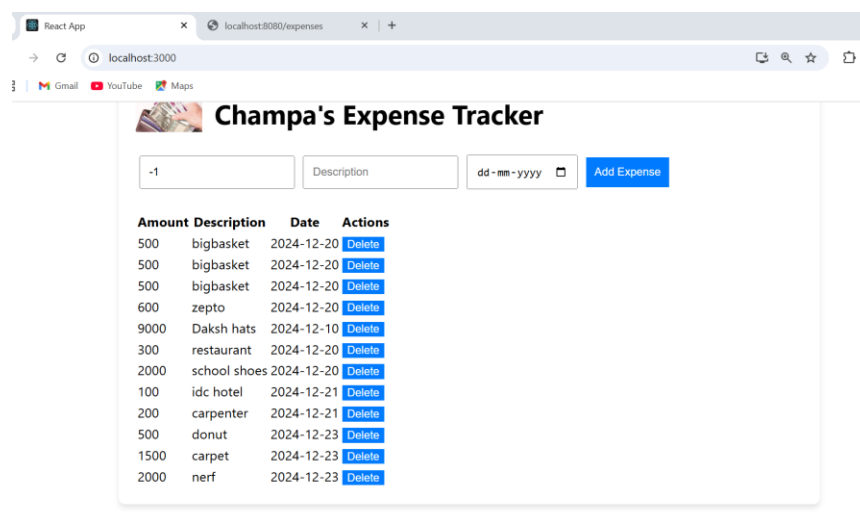 React App localhost:8080/expenses
localhost:3000
Gmail YouTube Maps
Champa's Expense Tracker
-1 Description dd-mm-yyyy Add Expense
Amount Description Date Actions
500 bigbasket 2024-12-20 Delete
500 bigbasket 2024-12-20 Delete
500 bigbasket 2024-12-20 Delete
600 zepto 2024-12-20 Delete
9000 Daksh hats 2024-12-10 Delete
300 restaurant 2024-12-20 Delete
2000 school shoes 2024-12-20 Delete
100 idc hotel 2024-12-21 Delete
200 carpenter 2024-12-21 Delete
500 donut 2024-12-23 Delete
1500 carpet 2024-12-23 Delete
2000 nerf 2024-12-23 Delete